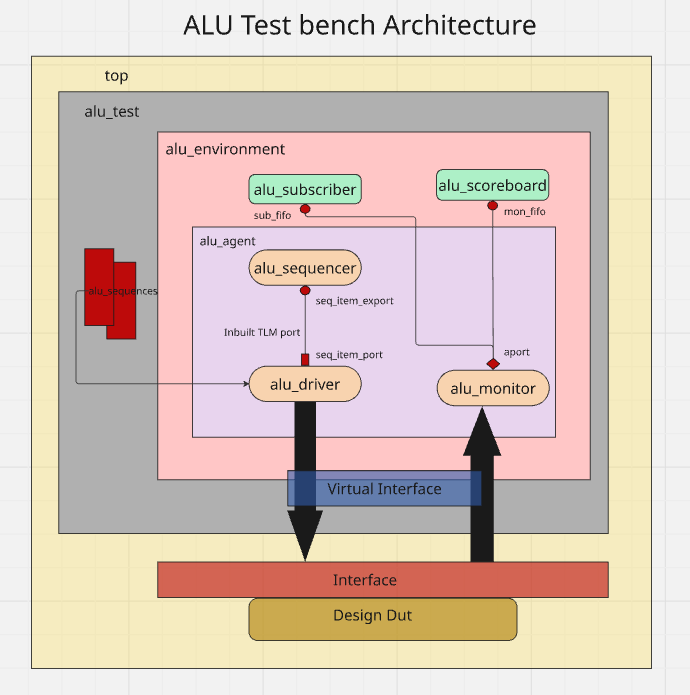 ALU Test bench Architecture
top
alu_test
alu_environment
alu_subscriber
alu_scoreboard
sub_fifo
mon_fifo
alu_agent
alu_sequencer
alu_sequences
seq_item_export
Inbuilt TLM port
seq_item_port
aport
alu_driver
alu_monitor
Virtual Interface
Interface
Design Dut